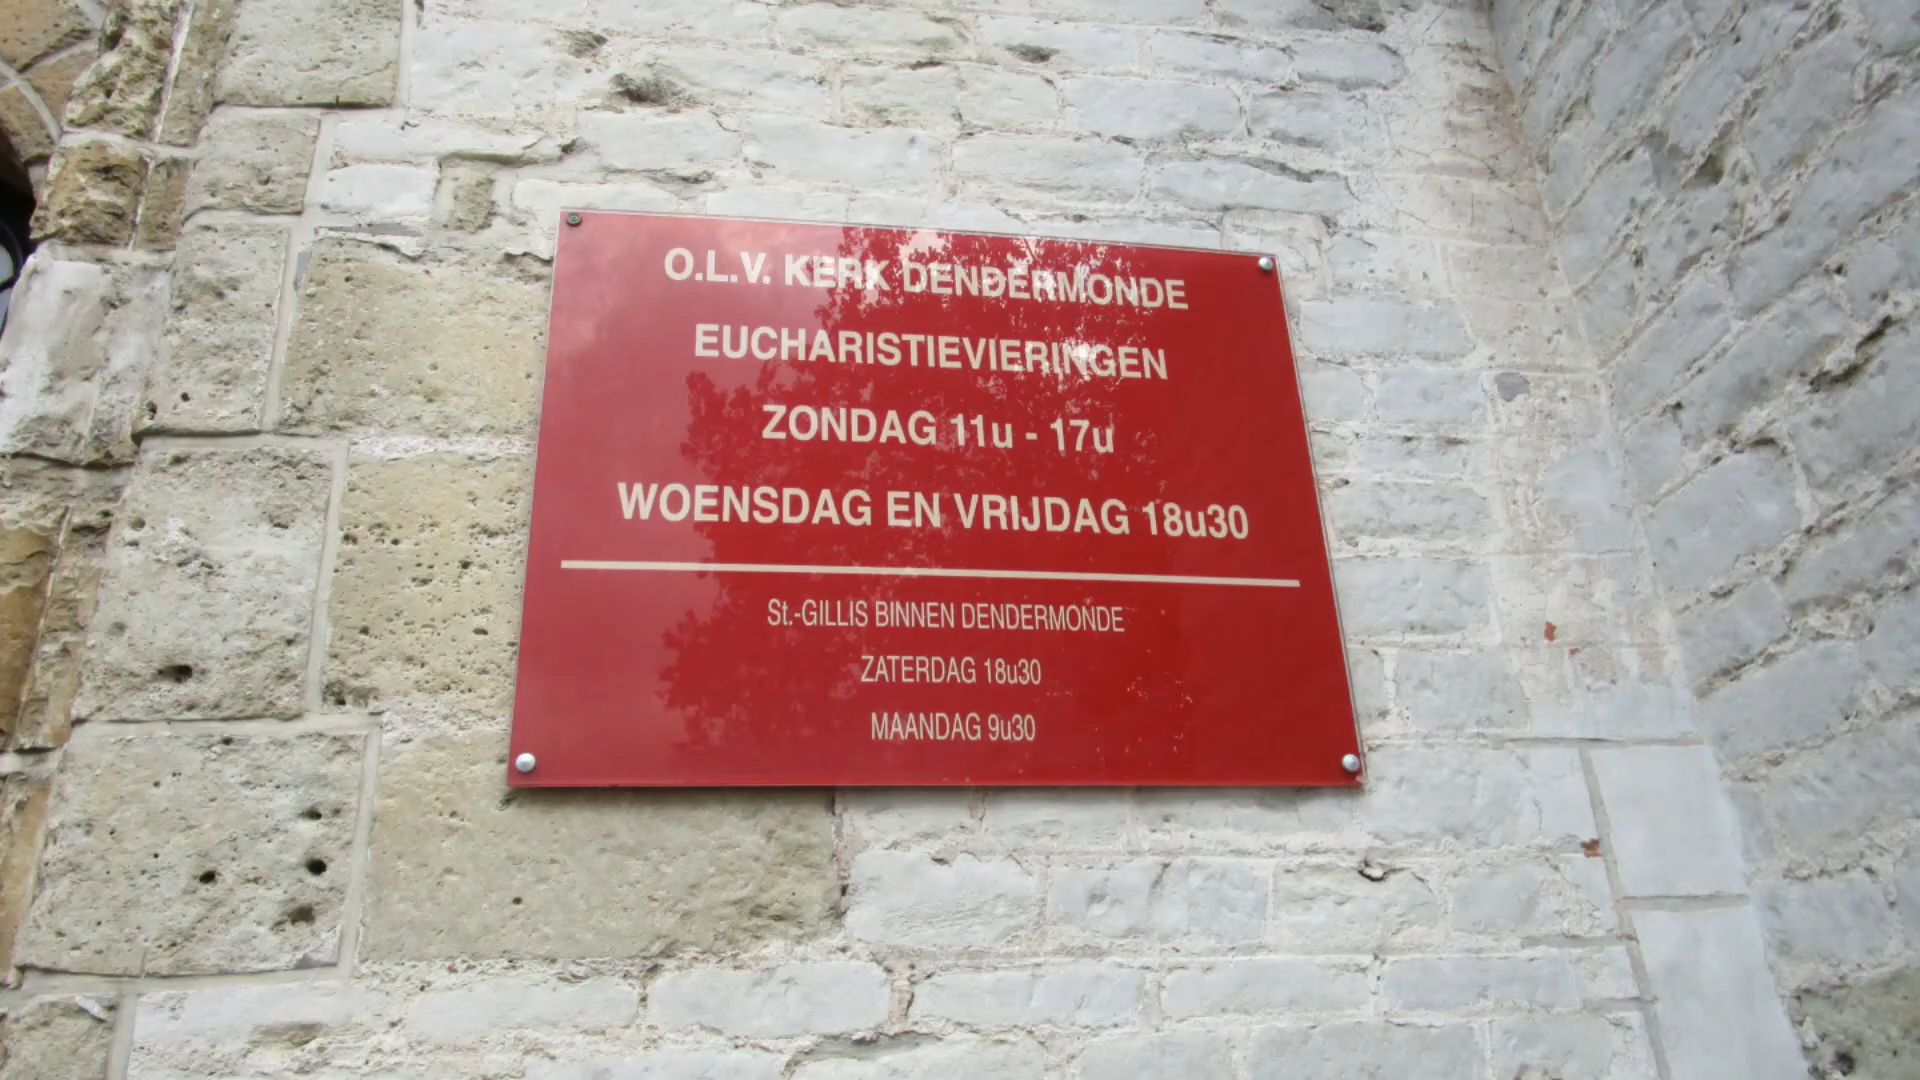 O.L.V. KERK DENDERMONDE
EUCHARISTIEVIERINGEN
ZONDAG 11u - 17u
WOENSDAG EN VRIJDAG 18u30
St.-GILLIS BINNEN DENDERMONDE
ZATERDAG 18u30
MAANDAG 9u30